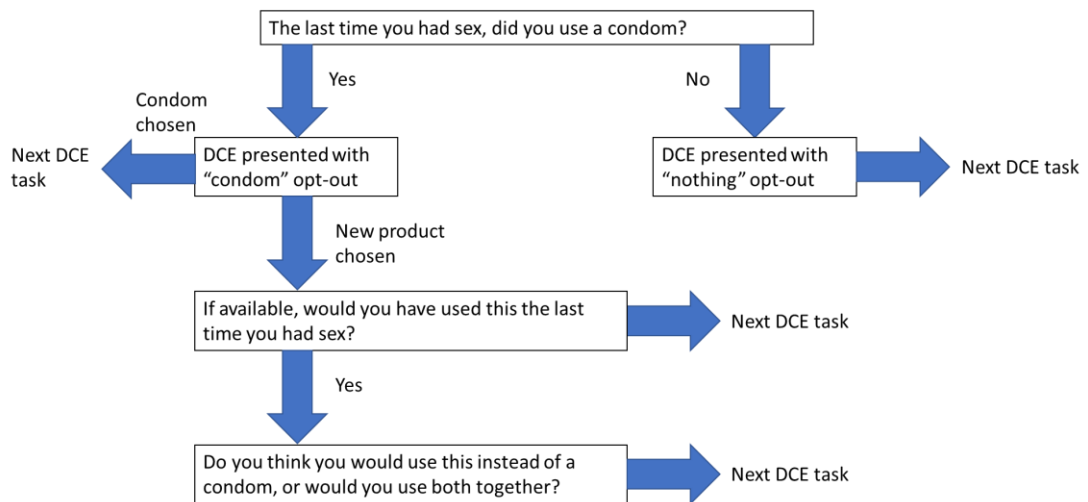 The last time you had sex, did you use a condom?
Yes
No
Condom
chosen
Next DCE
task
DCE presented with
“condom” opt-out
DCE presented with
“nothing” opt-out
Next DCE task
New product
chosen
If available, would you have used this the last
time you had sex?
Next DCE task
Yes
Do you think you would use this instead of a
condom, or would you use both together?
Next DCE task